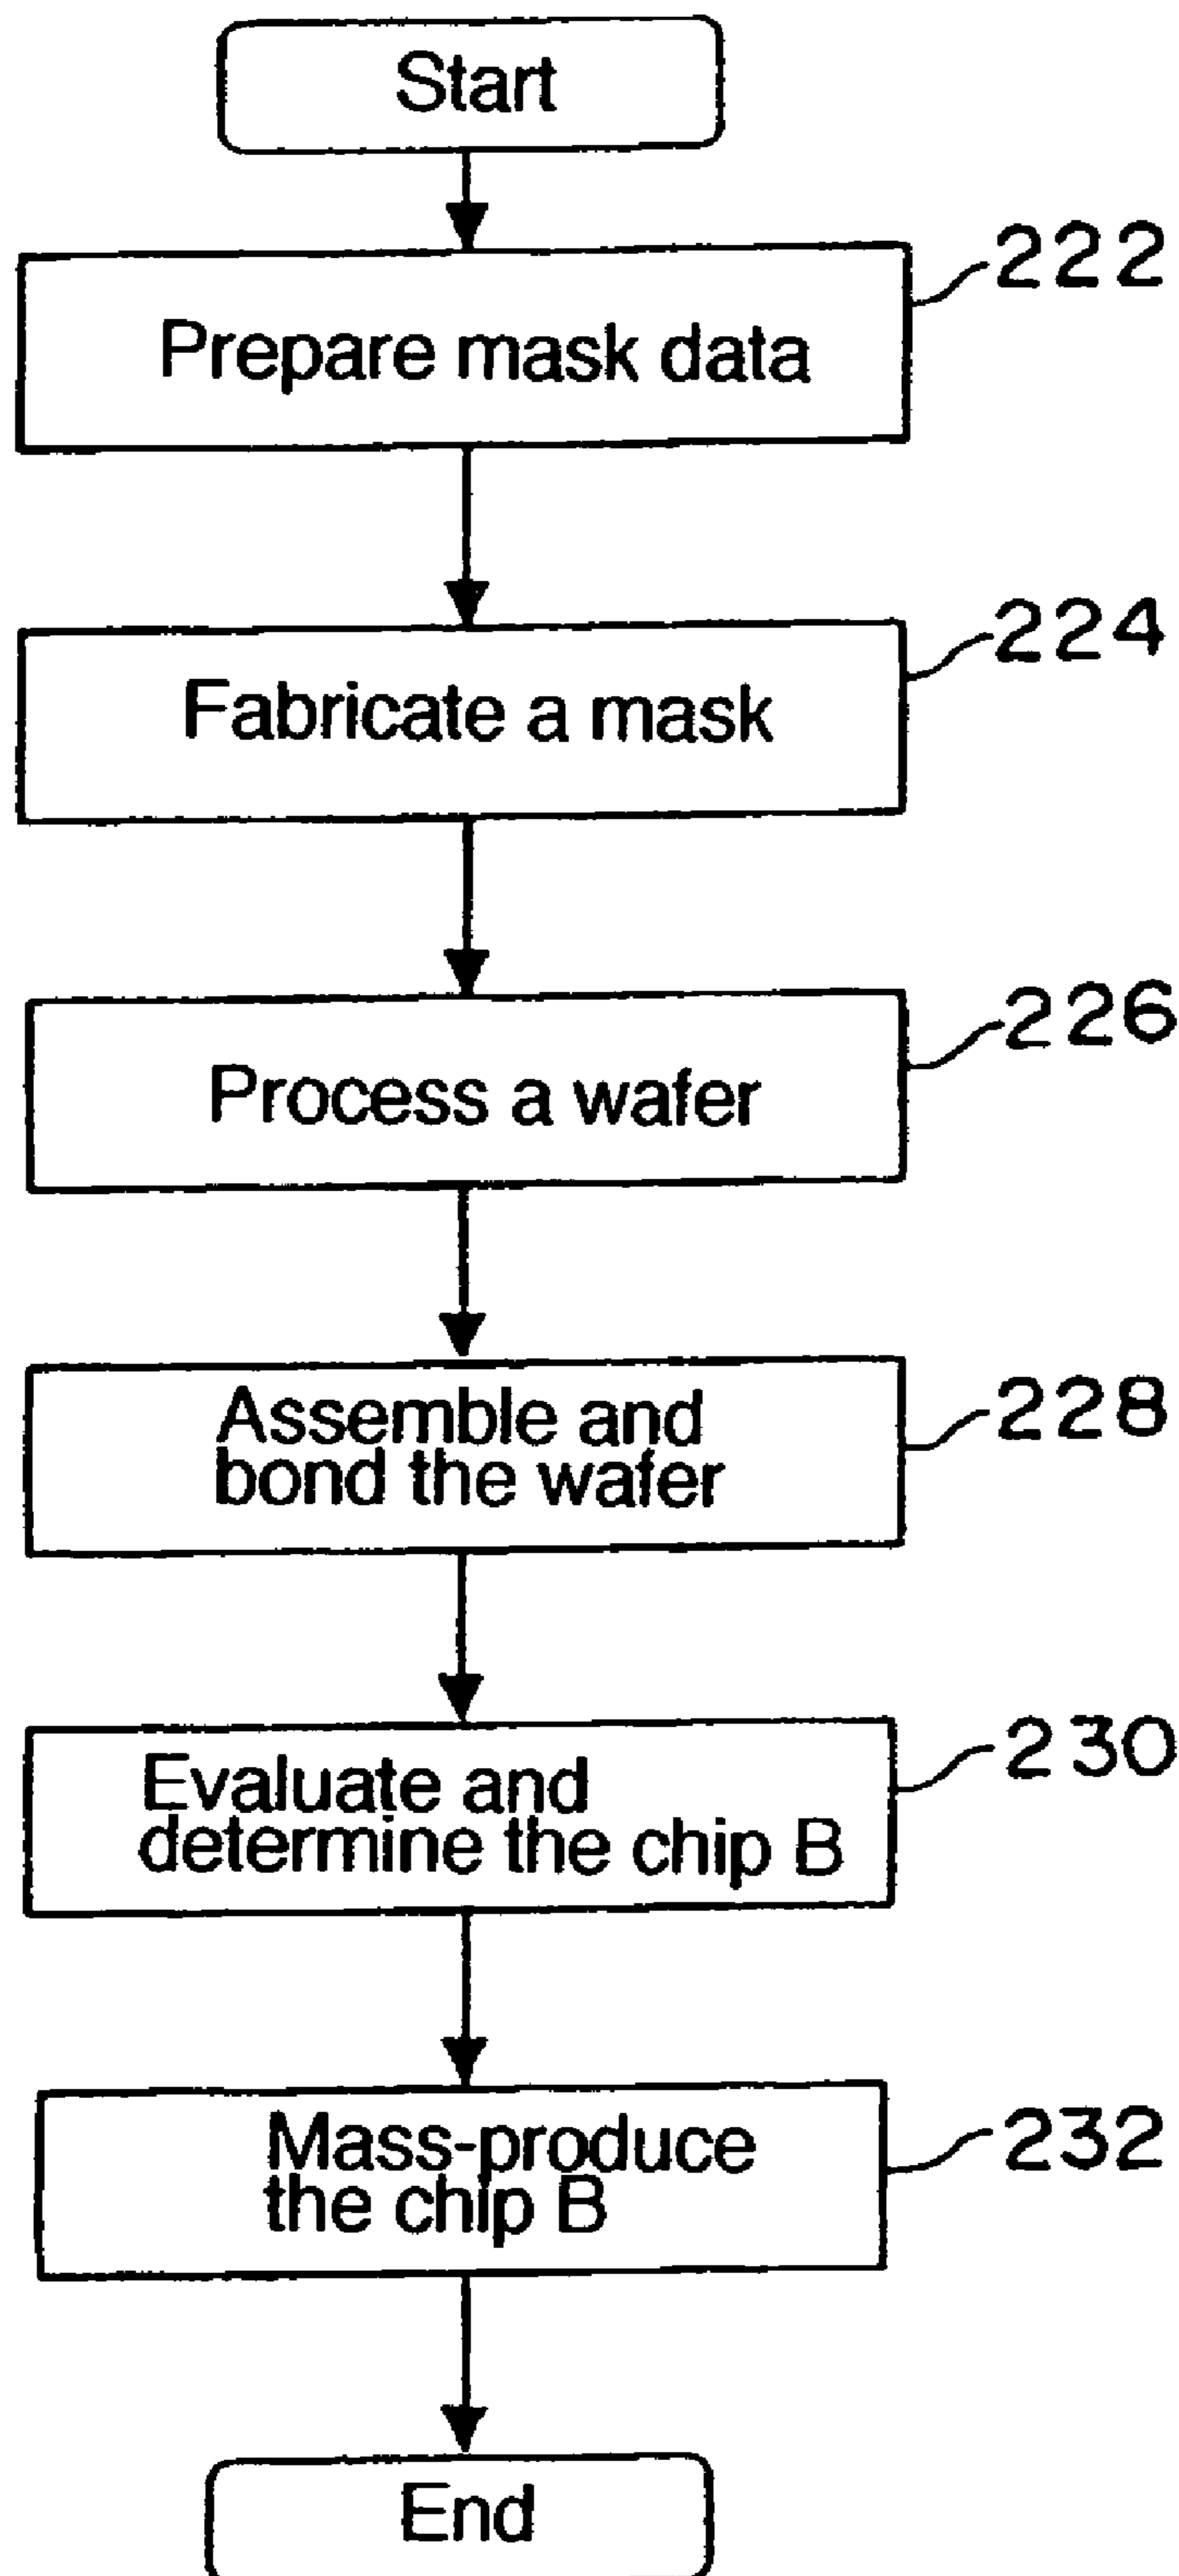 Start
222
Prepare mask data
224
Fabricate a mask
226
Process a wafer
228
Assemble and
bond the wafer
230
Evaluate and
determine the chip B
232
Mass-produce
the chip B
End